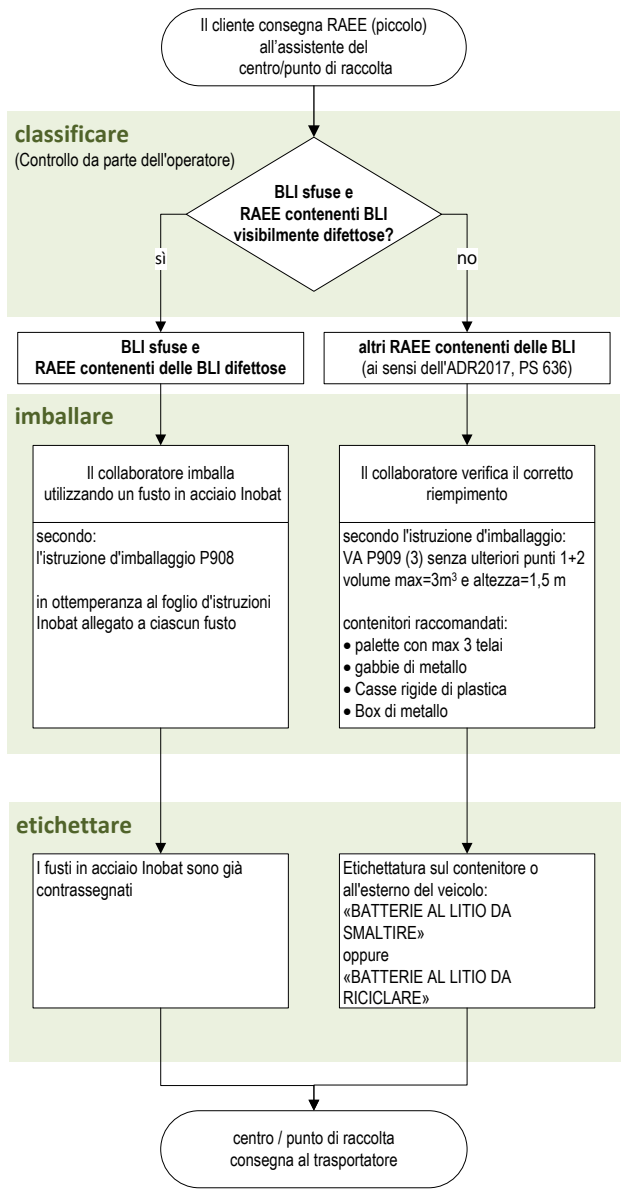 Il cliente consegna RAEE (piccolo)
all'assistente del
centro/punto di raccolta
classificare
(Controllo da parte dell'operatore)
BLI sfuse e
RAEE contenenti BLI
visibilmente difettose?
sì
no
BLI sfuse e
RAEE contenenti delle BLI difettose
altri RAEE contenenti delle BLI
(ai sensi dell'ADR2017, PS 636)
imballare
Il collaboratore imballa
utilizzando un fusto in acciaio Inobat
secondo:
l'istruzione d'imballaggio P908
in ottemperanza al foglio d'istruzioni
Inobat allegato a ciascun fusto
Il collaboratore verifica il corretto
riempimento
secondo l'istruzione d'imballaggio:
VA P909 (3) senza ulteriori punti 1+2
volume max=3m³ e altezza=1,5 m
contenitori raccomandati:
• palette con max 3 telai
• gabbie di metallo
• Casse rigide di plastica
• Box di metallo
etichettare
I fusti in acciaio Inobat sono già
contrassegnati
Etichettatura sul contenitore o
all'esterno del veicolo:
«BATTERIE AL LITIO DA
SMALTIRE»
oppure
«BATTERIE AL LITIO DA
RICICLARE»
centro / punto di raccolta
consegna al trasportatore